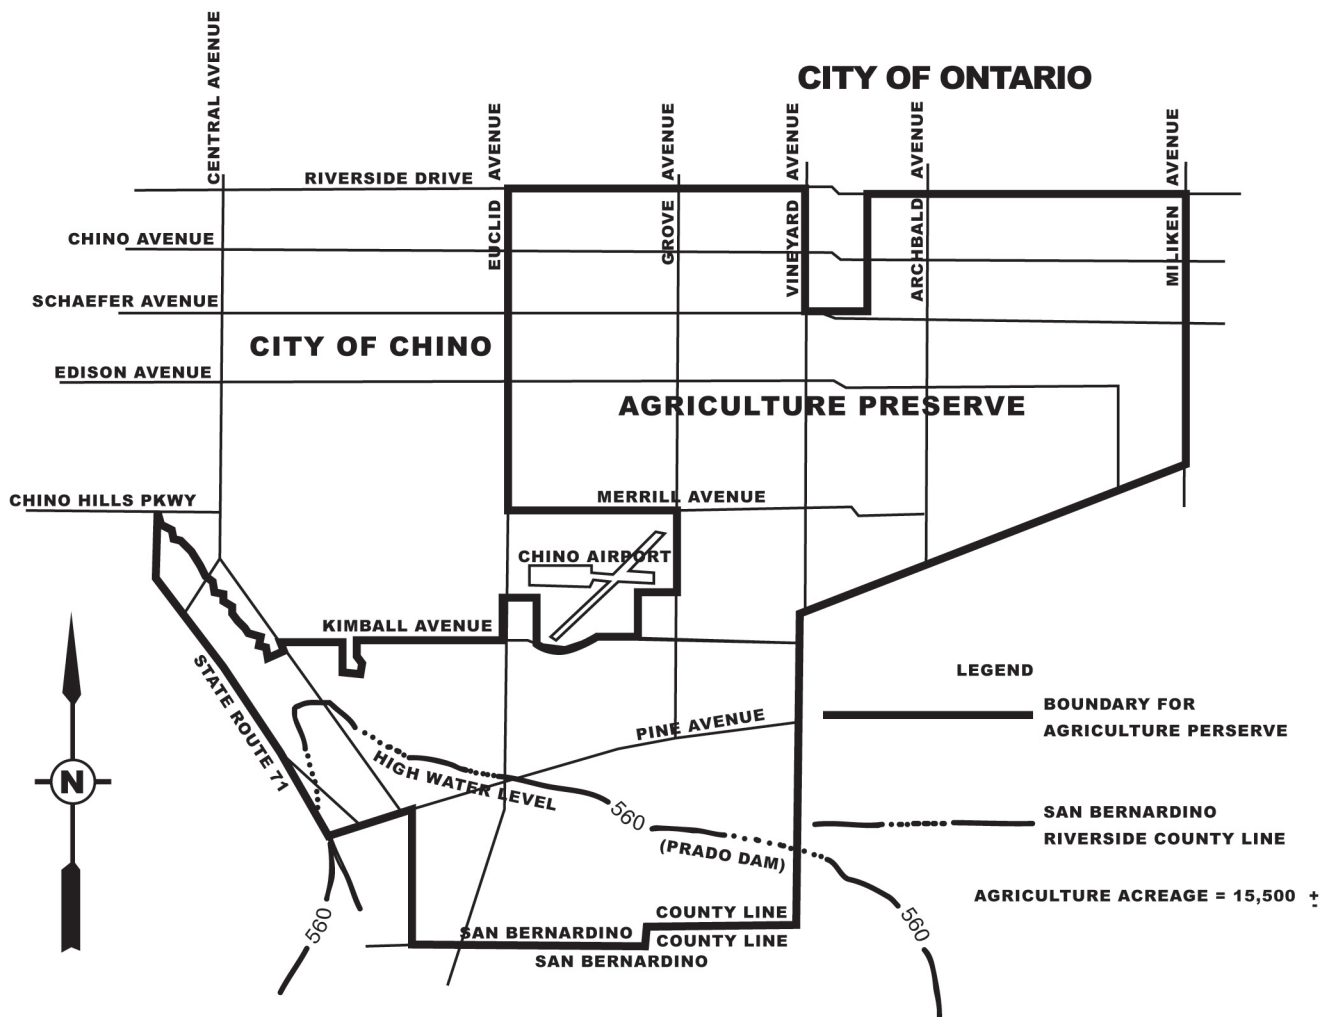 CITY OF ONTARIO
CENTRAL AVENUE
EUCLID AVENUE
GROVE AVENUE
VINEYARD AVENUE
ARCHBALD AVENUE
MILIKEN AVENUE
RIVERSIDE DRIVE
CHINO AVENUE
SCHAEFER AVENUE
CITY OF CHINO
EDISON AVENUE
AGRICULTURE PRESERVE
CHINO HILLS PKWY
MERRILL AVENUE
CHINO AIRPORT
KIMBALL AVENUE
STATE ROUTE 71
PINE AVENUE
HIGH WATER LEVEL
560
(PRADO DAM)
N
LEGEND
BOUNDARY FOR
AGRICULTURE PERSERVE
SAN BERNARDINO
RIVERSIDE COUNTY LINE
AGRICULTURE ACREAGE = 15,500 ±
560
560
COUNTY LINE
SAN BERNARDINO
COUNTY LINE
SAN BERNARDINO